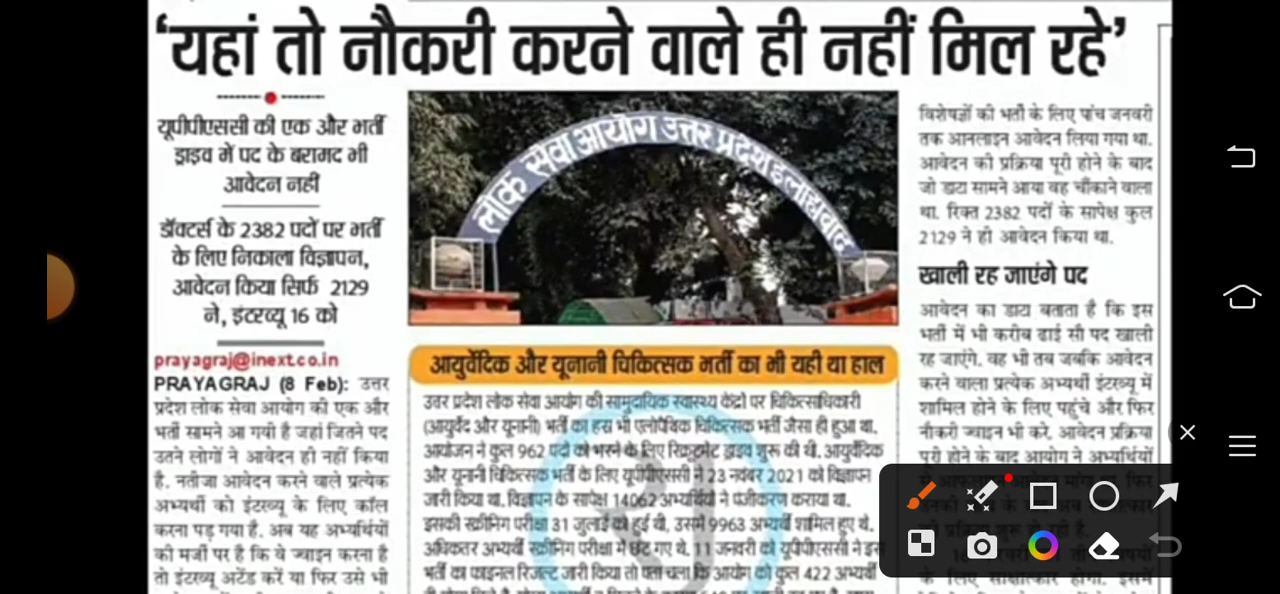 ‘यहां तो नौकरी करने वाले ही नहीं मिल रहे’
यूपीपीएससी की एक और भर्ती
ड्राइव में पद के बराबद भी
आवेदन नहीं
डॉक्टर्स के 2382 पदों पर भर्ती
के लिए निकाला विज्ञापन,
आवेदन किया सिर्फ 2129
ने, इंटरव्यू 16 को
prayagraj@inext.co.in
PRAYAGRAJ (8 Feb): उत्तर
प्रदेश लोक सेवा आयोग की एक और
भर्ती सामने आ गयी है जहां जितने पद
उतने लोगों ने आवेदन ही नहीं किया
है. नतीजा आवेदन करने वाले प्रत्येक
अभ्यर्थी को इंटरव्यू के लिए कॉल
करना पड़ गया है. अब यह अभ्यर्थियों
की मर्जी पर है कि वे ज्वाइन करना है
तो इंटरव्यू अटेंड करें या फिर उसे भी
लोक सेवा आयोग उत्तर प्रदेश इलाहाबाद
आयुर्वेदिक और यूनानी चिकित्सक भर्ती का भी यही था हाल
उत्तर प्रदेश लोक सेवा आयोग की सामुदायिक स्वास्थ्य केंद्रों पर चिकित्साधिकारी
(आयुर्वेद और यूनानी) भर्ती का हस्र भी एलोपैथिक चिकित्सक भर्ती जैसा ही हुआ था.
आयोजन ने कुल 962 पदों को भरने के लिए रिक्रूटमेंट ड्राइव शुरू की थी. आयुर्वेदिक
और यूनानी चिकित्सक भर्ती के लिए यूपीपीएससी ने 23 नवंबर 2021 को विज्ञापन
जारी किया था. विज्ञापन के सापेक्ष 14062 अभ्यर्थियों ने पंजीकरण कराया था.
इसकी स्क्रीनिंग परीक्षा 31 जुलाई को हुई थी. उसमें 9963 अभ्यर्थी शामिल हुए थे.
अधिकतर अभ्यर्थी स्क्रीनिंग परीक्षा में छंट गए थे. 11 जनवरी को यूपीपीएससी ने इस
भर्ती का फाइनल रिजल्ट जारी किया तो पता चला कि आयोग को कुल 422 अभ्यर्थी
विशेषज्ञों की भर्ती के लिए पांच जनवरी
तक आनलाइन आवेदन लिया गया था.
आवेदन की प्रक्रिया पूरी होने के बाद
जो डाटा सामने आया वह चौंकाने वाला
था. रिक्त 2382 पदों के सापेक्ष कुल
2129 ने ही आवेदन किया था.
खाली रह जाएंगे पद
आवेदन का डाटा बताता है कि इस
भर्ती में भी करीब ढाई सौ पद खाली
रह जाएंगे. वह भी तब जबकि आवेदन
करने वाला प्रत्येक अभ्यर्थी इंटरव्यू में
शामिल होने के लिए पहुंचे और फिर
नौकरी ज्वाइन भी करे. आवेदन प्रक्रिया
पूरी होने के बाद आयोग ने अभ्यर्थियों
के लिए साक्षात्कार होगा. इसमें